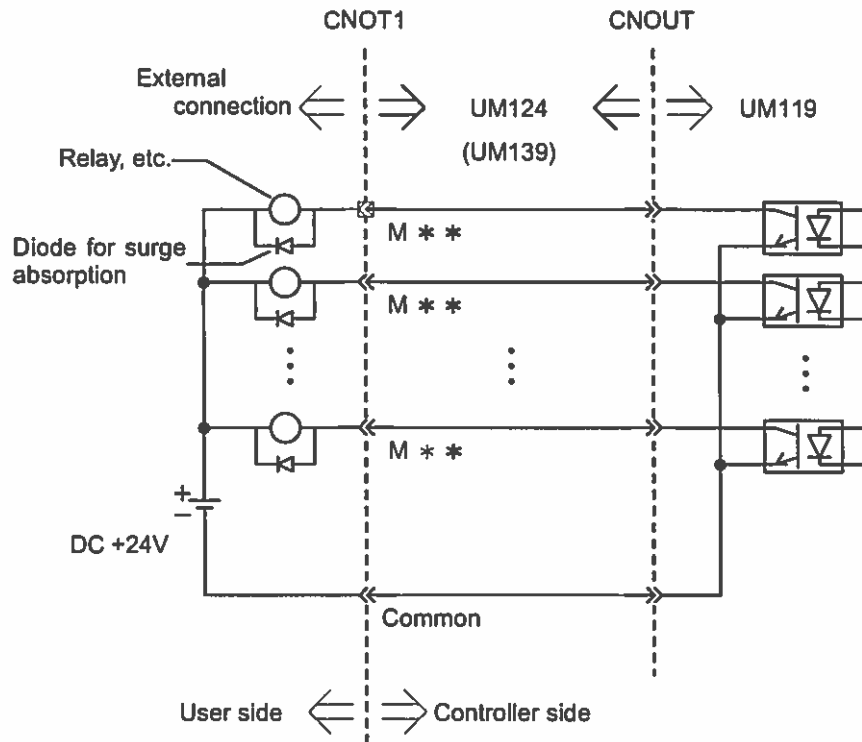 CNOT1
CNOUT
External
connection
UM124
(UM139)
UM119
Relay, etc.
M * *
Diode for surge
absorption
M * *
M * *
+
−
DC +24V
Common
User side
Controller side